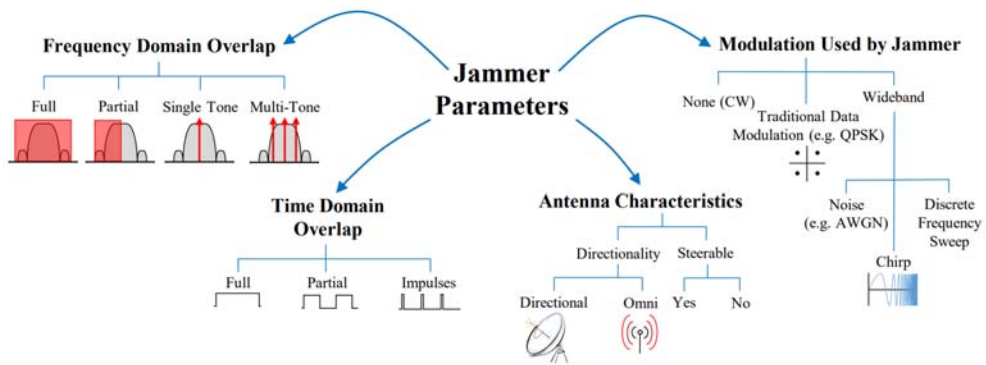 Jammer
Parameters
Frequency Domain Overlap
Full
Partial
Single Tone
Multi-Tone
Time Domain
Overlap
Full
Partial
Impulses
Antenna Characteristics
Directionality
Steerable
Directional
Omni
Yes
No
Modulation Used by Jammer
None (CW)
Traditional Data
Modulation (e.g. QPSK)
Wideband
Noise
(e.g. AWGN)
Chirp
Discrete
Frequency
Sweep